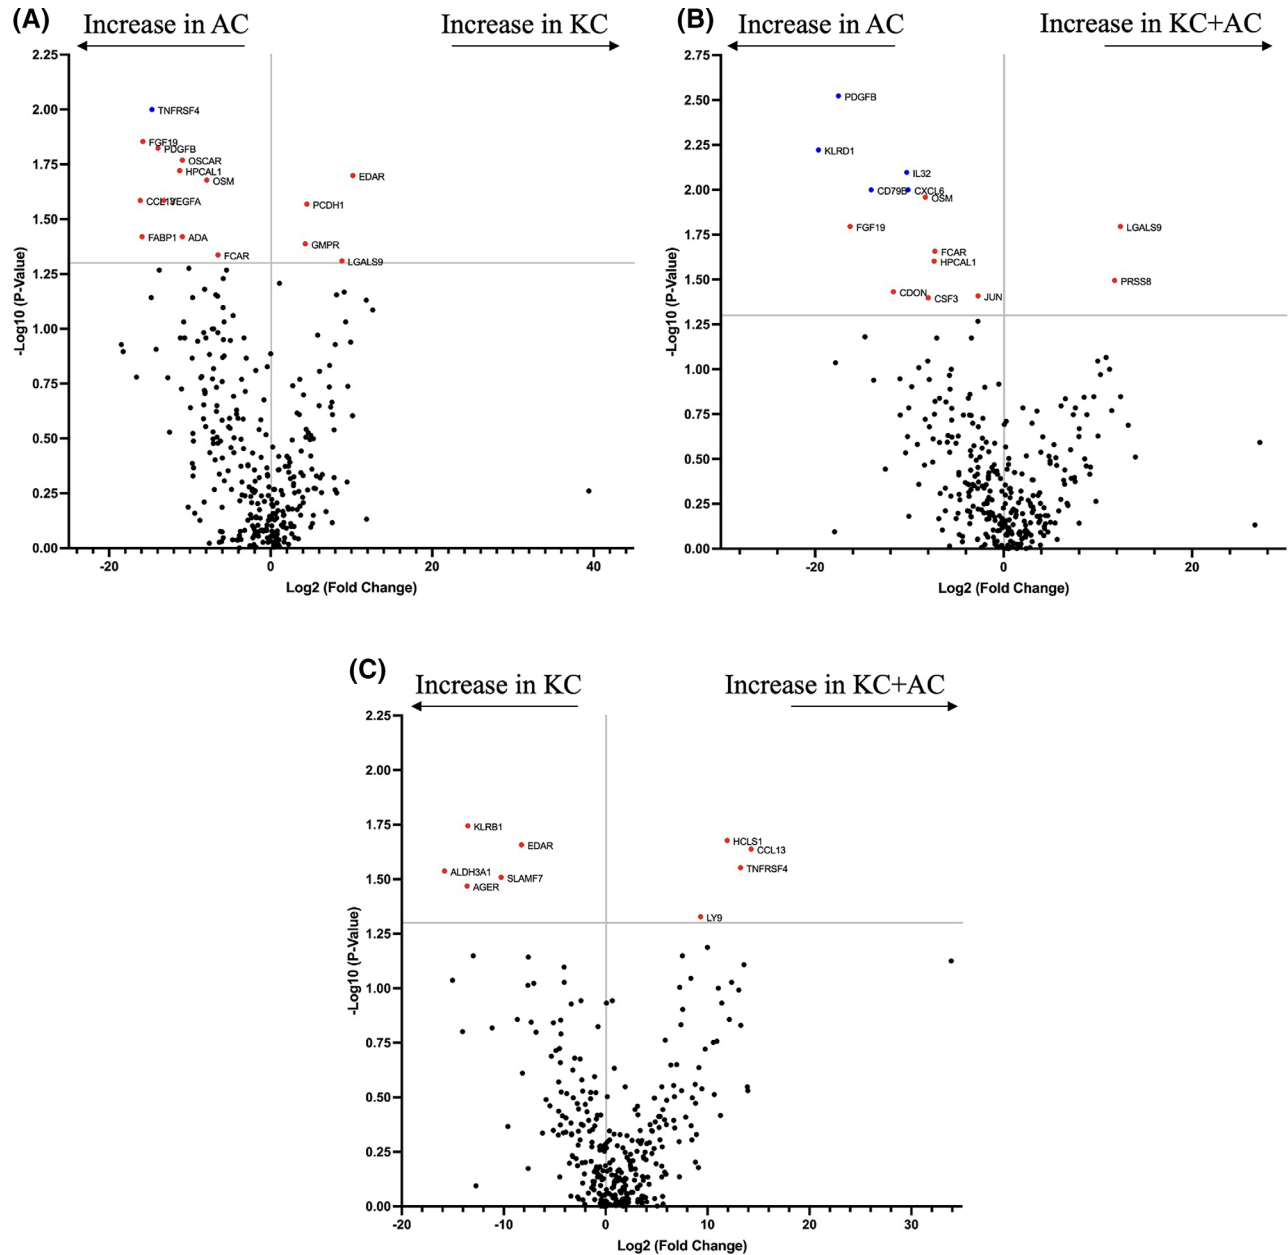 (A)
Increase in AC
Increase in KC
2.25
2.00
1.75
1.50
1.25
1.00
0.75
0.50
0.25
0.00
-Log10 (P-Value)
TNFRSF4
FGF19
PDGFB
OSCAR
HPCAL1
OSM
CCL13
VEGFA
FABP1
ADA
FCAR
EDAR
PCDH1
GMPR
LGALS9
-20
0
20
40
Log2 (Fold Change)
(B)
Increase in AC
Increase in KC+AC
2.75
2.50
2.25
2.00
1.75
1.50
1.25
1.00
0.75
0.50
0.25
0.00
-Log10 (P-Value)
PDGFB
KLRD1
IL32
CD79B
CXCL6
OSM
FGF19
FCAR
HPCAL1
CDON
CSF3
JUN
LGALS9
PRSS8
-20
0
20
Log2 (Fold Change)
(C)
Increase in KC
Increase in KC+AC
2.25
2.00
1.75
1.50
1.25
1.00
0.75
0.50
0.25
0.00
-Log10 (P-Value)
KLRB1
EDAR
ALDH3A1
SLAMF7
AGER
HCLS1
CCL13
TNFRSF4
LY9
-20
-10
0
10
20
30
Log2 (Fold Change)